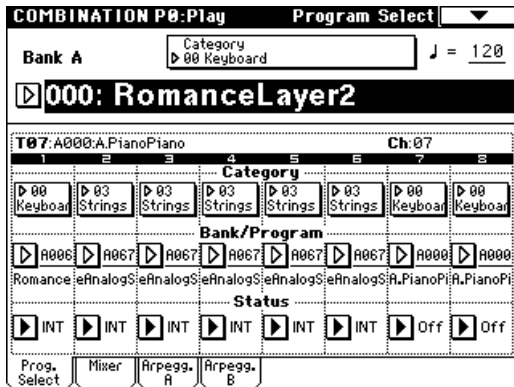 COMBINATION P0:Play Program Select
Bank A
Category
00 Keyboard
♩ = 120
000: RomanceLayer2
T07:A000:A.PianoPiano Ch:07
1 2 3 4 5 6 7 8
Category
00 03 03 03 03 03 00 00
Keyboar Strings Strings Strings Strings Strings Keyboar Keyboar
Bank/Program
A006 A067 A067 A067 A067 A067 A000 A000
Romance eAnalogS eAnalogS eAnalogS eAnalogS eAnalogS A.PianoPi A.PianoPi
Status
INT INT INT INT INT INT Off Off
Prog. Mixer Arpegg. Arpegg.
Select A B